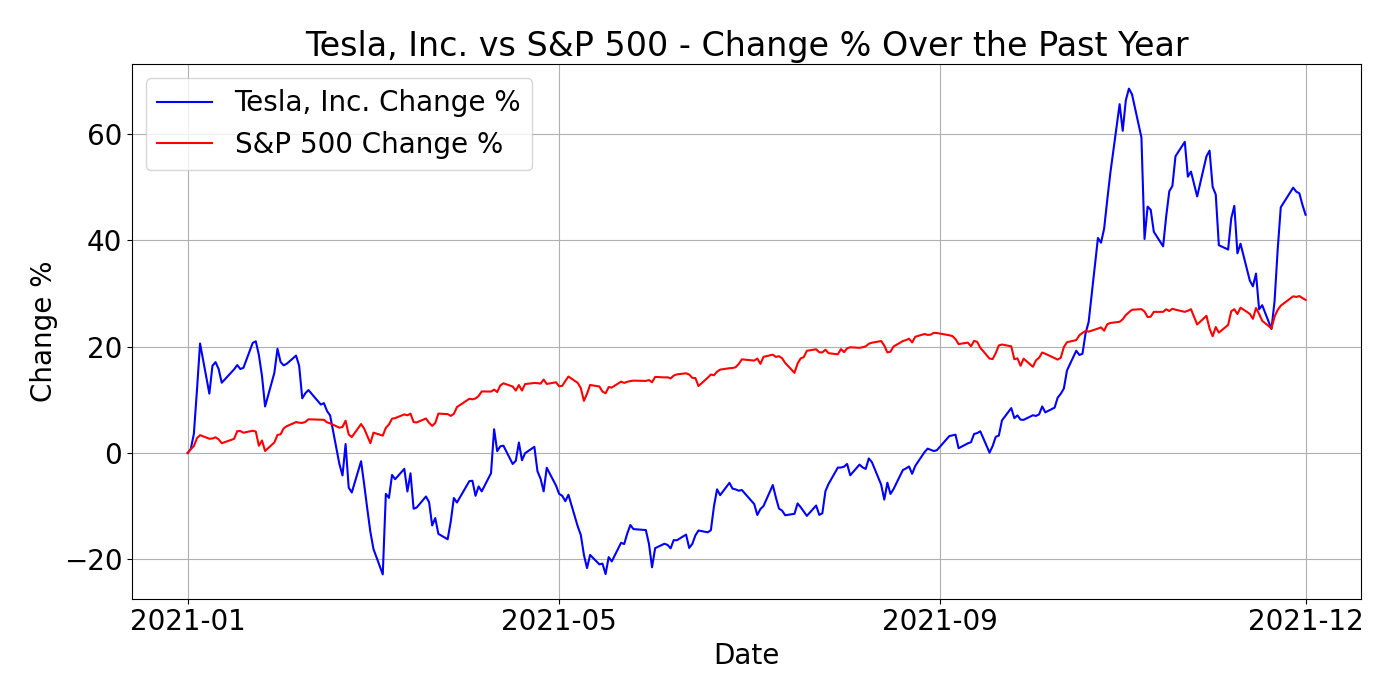 Tesla, Inc. vs S&P 500 - Change % Over the Past Year
Tesla, Inc. Change %
S&P 500 Change %
Change %
60
40
20
0
−20
2021-01
2021-05
2021-09
2021-12
Date